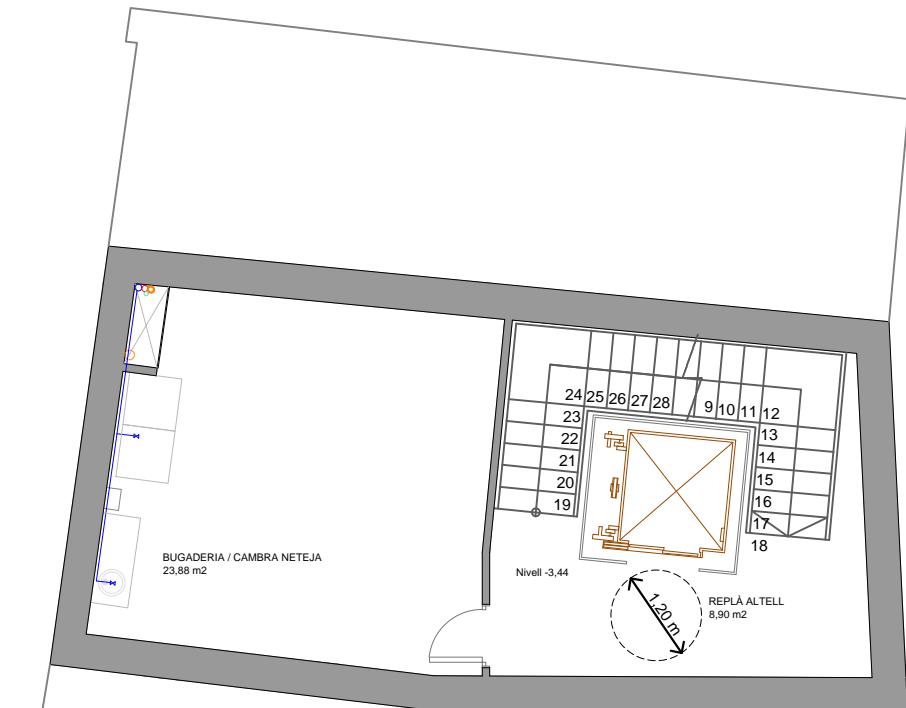 24 25 26 27 28 9 10 11 12
23
22
21
20
19
13
14
15
16
17
18
BUGADERIA / CAMBRA NETEJA
23,88 m2
Nivell -3,44
1,20 m
REPLÀ ALTELL
8,90 m2